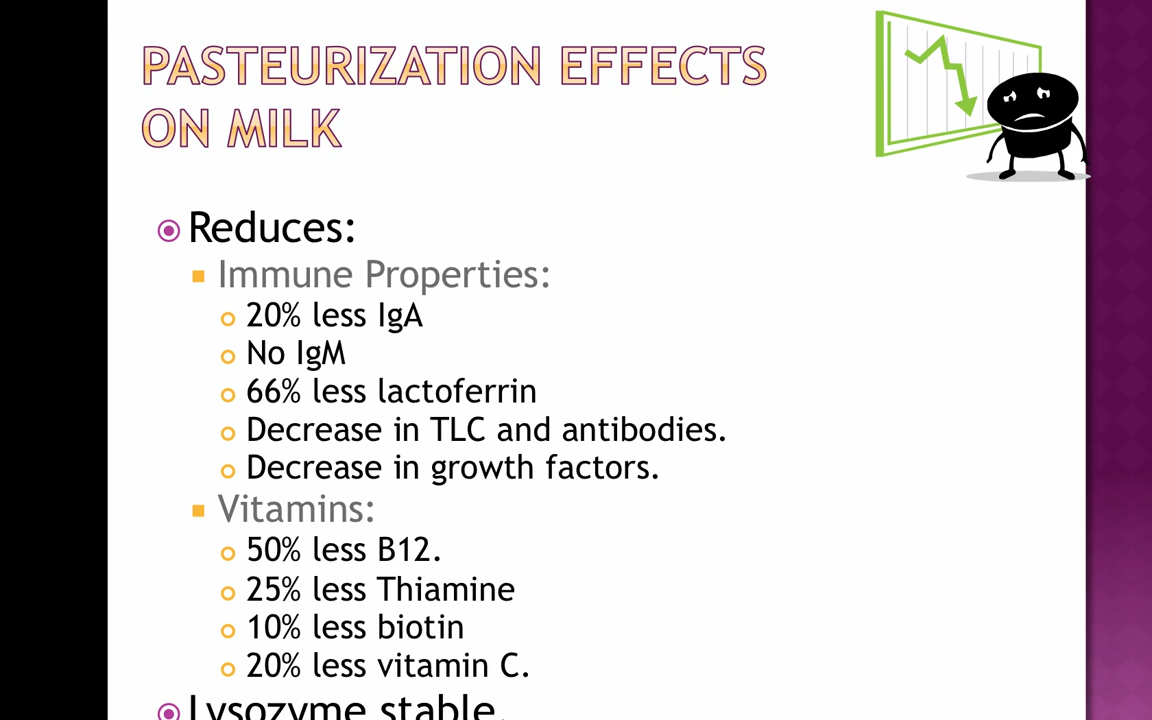 PASTEURIZATION EFFECTS
ON MILK
Reduces:
Immune Properties:
20% less IgA
No IgM
66% less lactoferrin
Decrease in TLC and antibodies.
Decrease in growth factors.
Vitamins:
50% less B12.
25% less Thiamine
10% less biotin
20% less vitamin C.
Lysozyme stable.